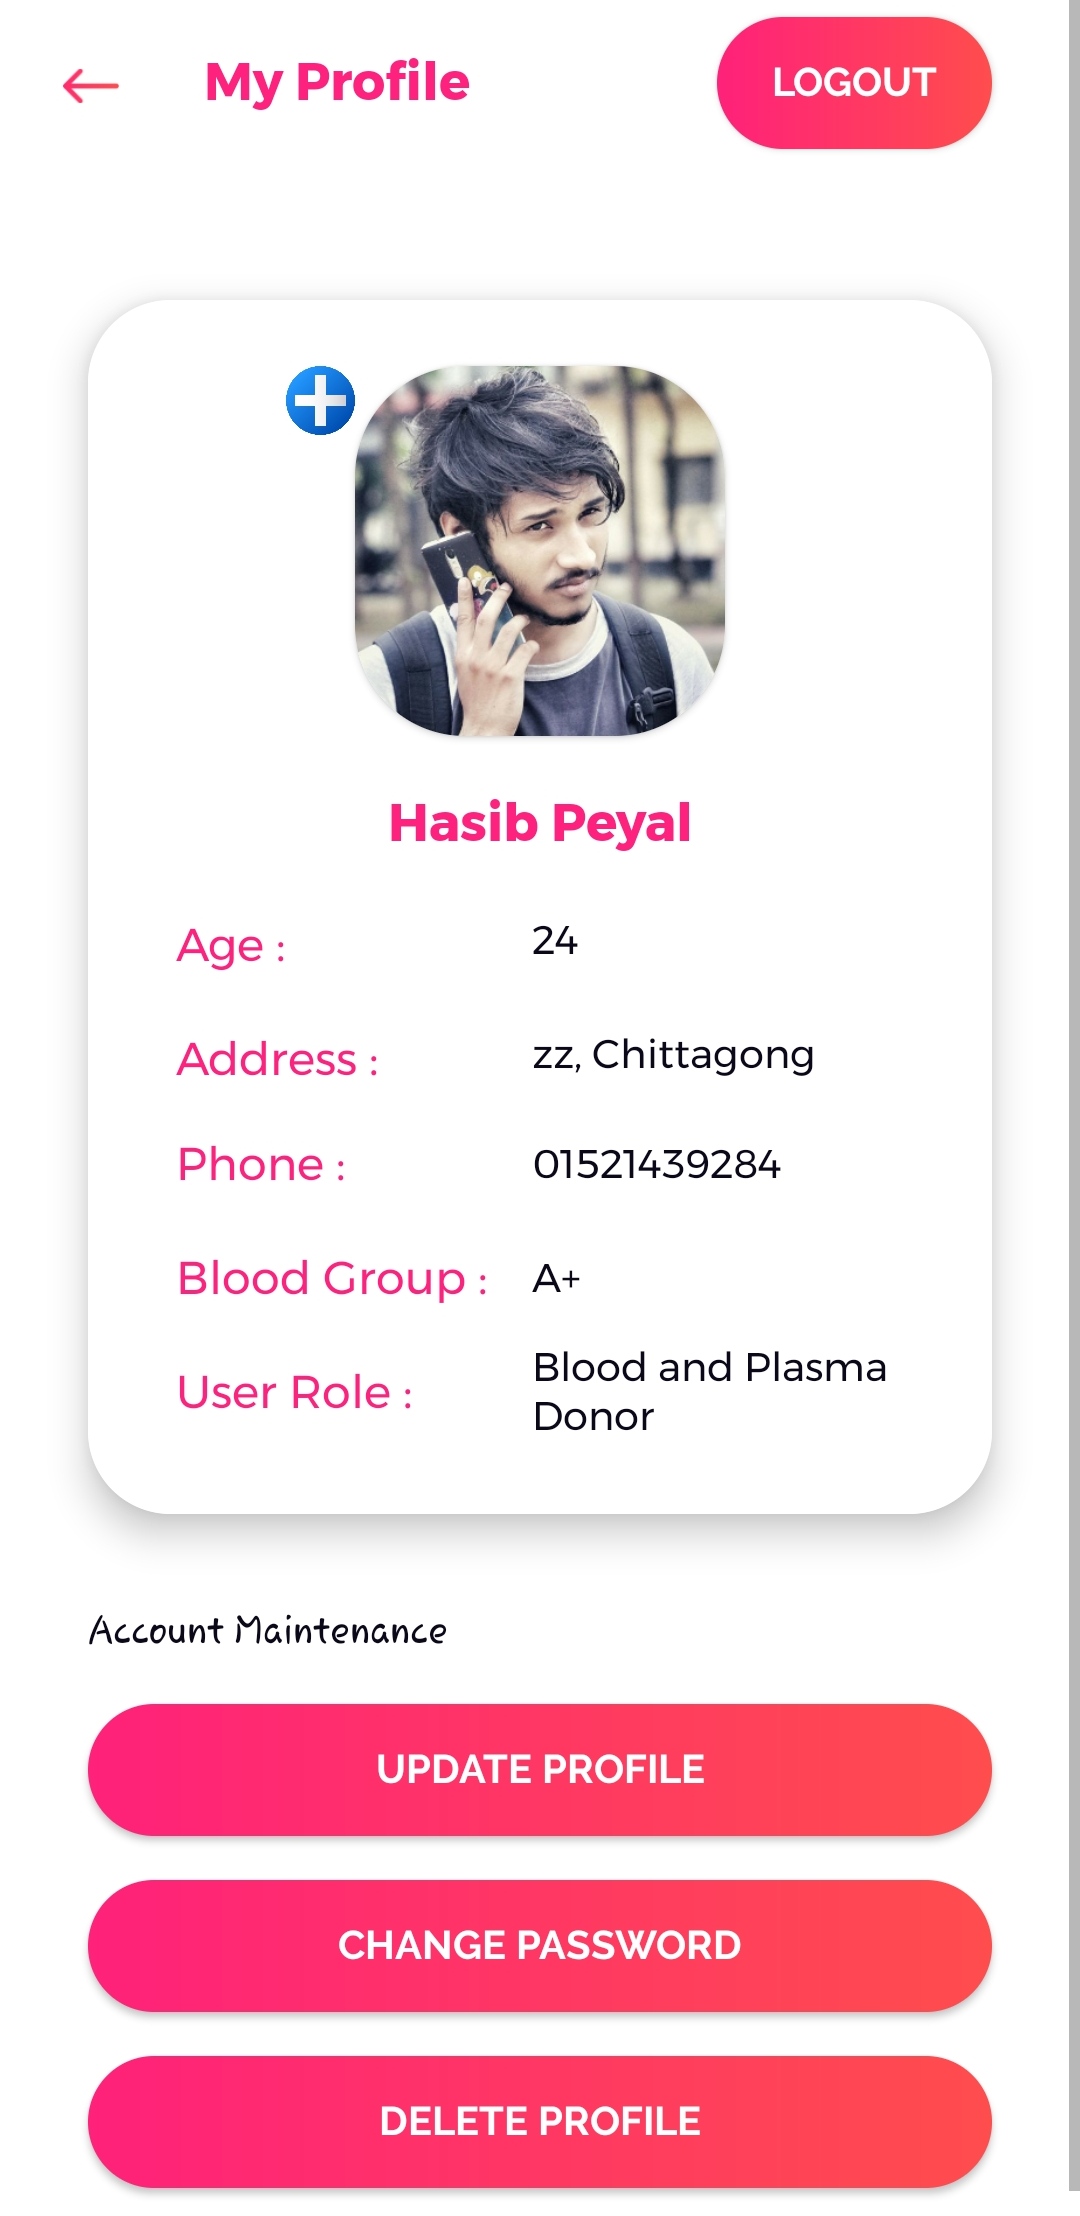 My Profile
LOGOUT
Hasib Peyal
Age :
24
Address :
zz, Chittagong
Phone :
01521439284
Blood Group :
A+
User Role :
Blood and Plasma
Donor
Account Maintenance
UPDATE PROFILE
CHANGE PASSWORD
DELETE PROFILE